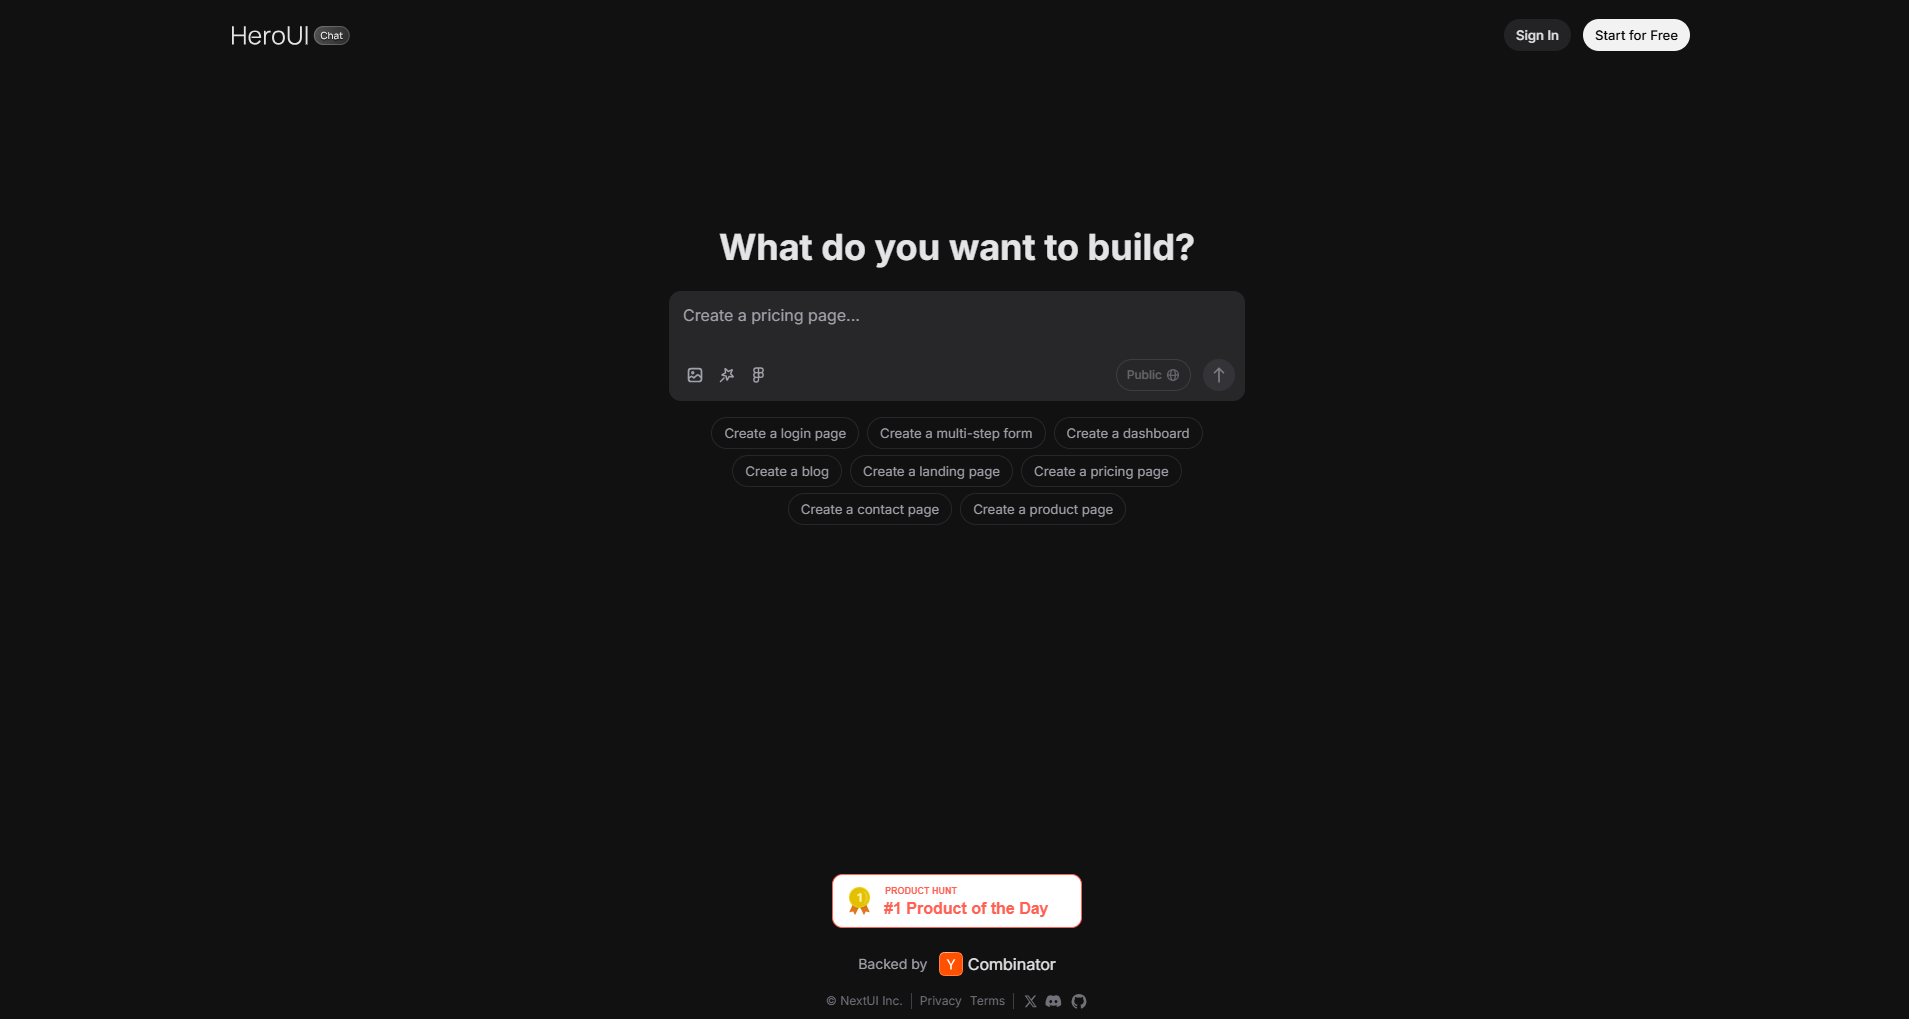 HeroUI Chat
Sign In
Start for Free
What do you want to build?
Create a pricing page...
Public
Create a login page
Create a multi-step form
Create a dashboard
Create a blog
Create a landing page
Create a pricing page
Create a contact page
Create a product page
1
PRODUCT HUNT
#1 Product of the Day
Backed by Y Combinator
© NextUI Inc. | Privacy Terms |